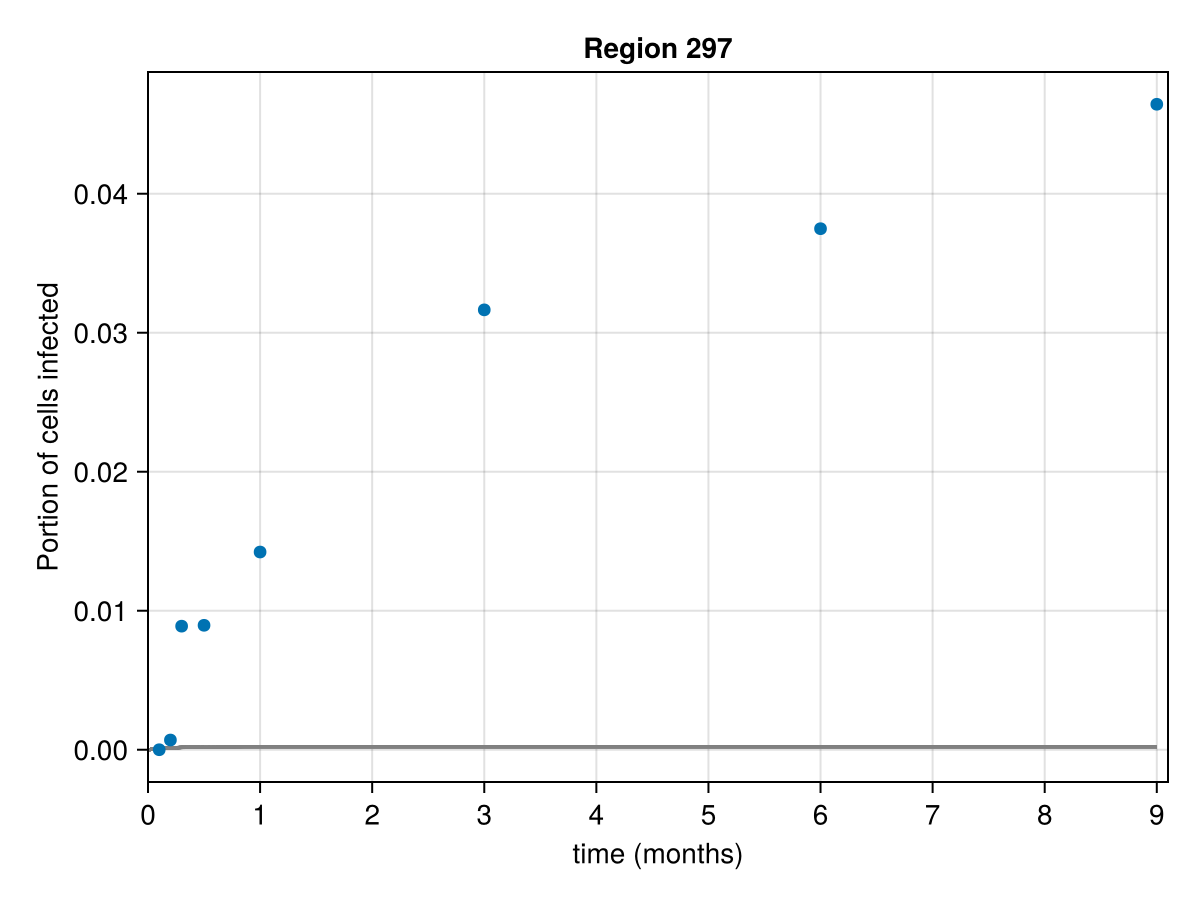 Region 297
Portion of cells infected
0.04
0.03
0.02
0.01
0.00
0 1 2 3 4 5 6 7 8 9
time (months)